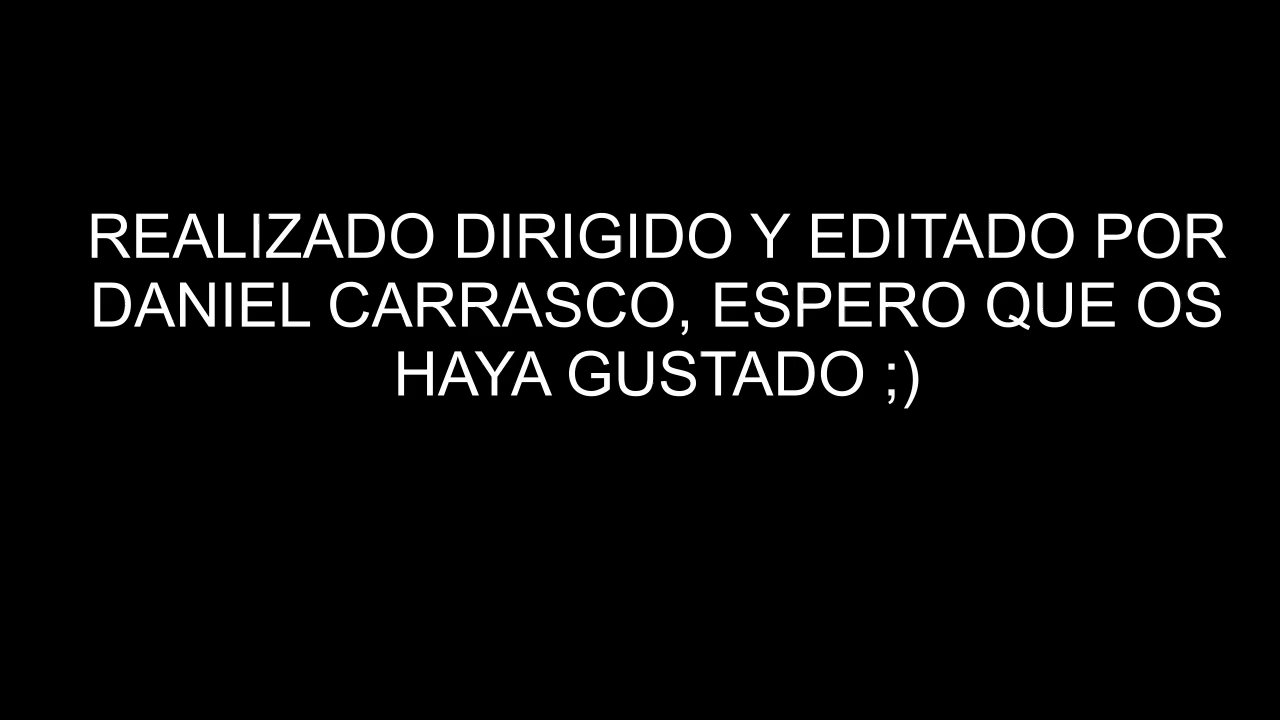 REALIZADO DIRIGIDO Y EDITADO POR
DANIEL CARRASCO, ESPERO QUE OS
HAYA GUSTADO ;)